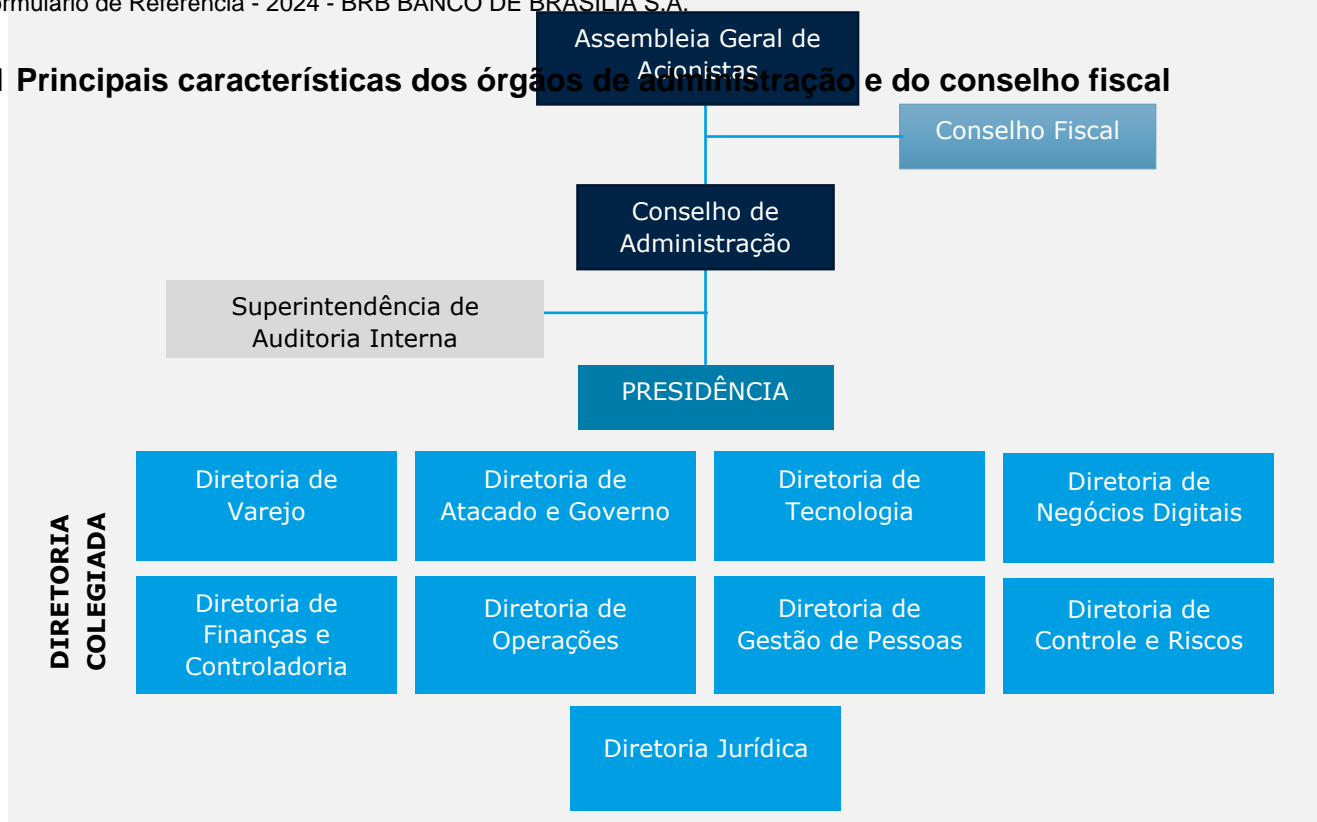 ormulário de Referência - 2024 - BRB BANCO DE BRASÍLIA S.A.
Assembleia Geral de
Acionistas
Principais características dos órgãos de administração e do conselho fiscal
Conselho Fiscal
Conselho de
Administração
Superintendência de
Auditoria Interna
PRESIDÊNCIA
DIRETORIA
COLEGIADA
Diretoria de
Varejo
Diretoria de
Atacado e Governo
Diretoria de
Tecnologia
Diretoria de
Negócios Digitais
Diretoria de
Finanças e
Controladoria
Diretoria de
Operações
Diretoria de
Gestão de Pessoas
Diretoria de
Controle e Riscos
Diretoria Jurídica